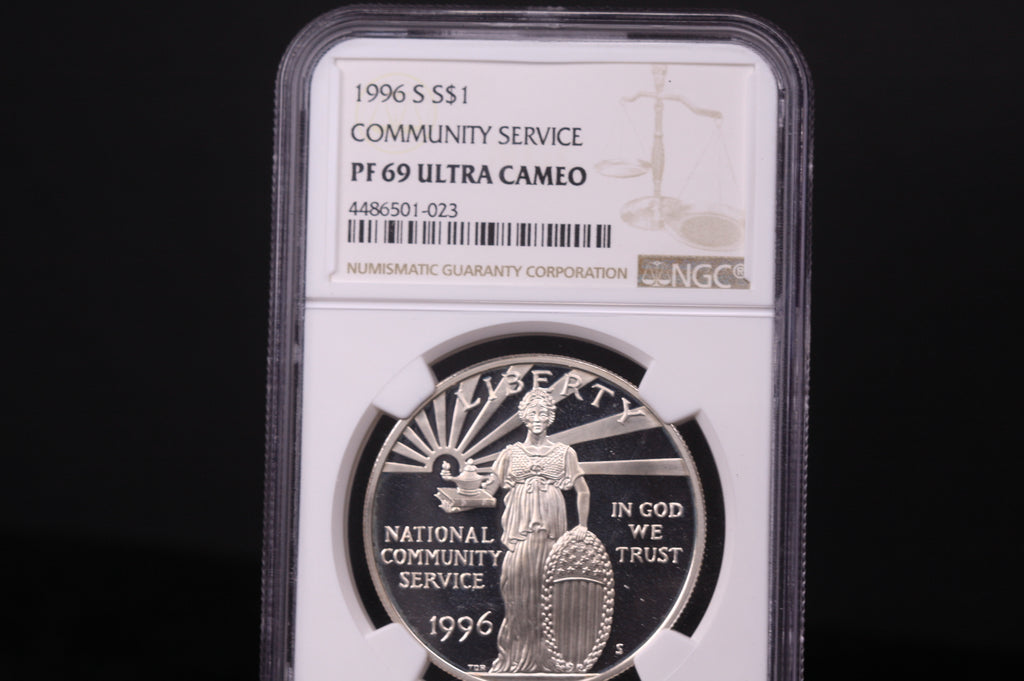 1996 S S$1
COMMUNITY SERVICE
PF 69 ULTRA CAMEO
4486501-023
NUMISMATIC GUARANTY CORPORATION
NGC®
LIBERTY
NATIONAL
COMMUNITY
SERVICE
IN GOD
WE
TRUST
1996
TDR
S